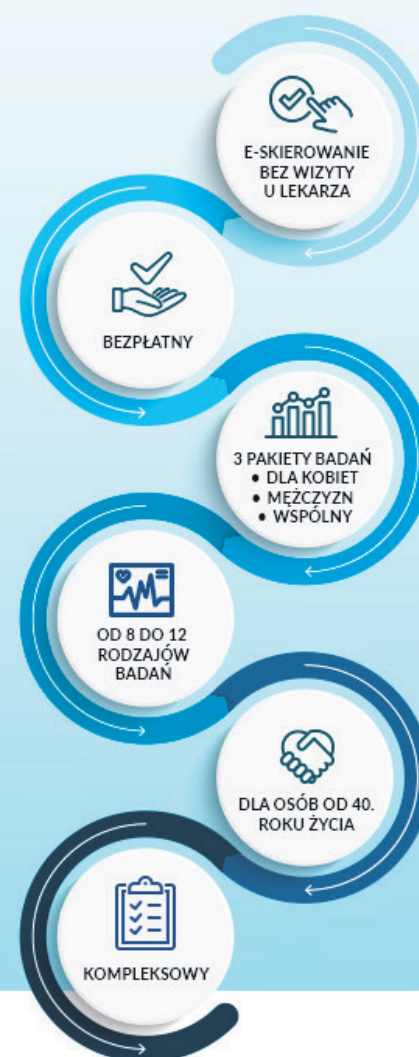 E-SKIEROWANIE
BEZ WIZYTY
U LEKARZA
BEZPŁATNY
3 PAKIETY BADAŃ
• DLA KOBIET
• MĘŻCZYZN
• WSPÓLNY
OD 8 DO 12
RODZAJÓW
BADAŃ
DLA OSÓB OD 40.
ROKU ŻYCIA
KOMPLEKSOWY